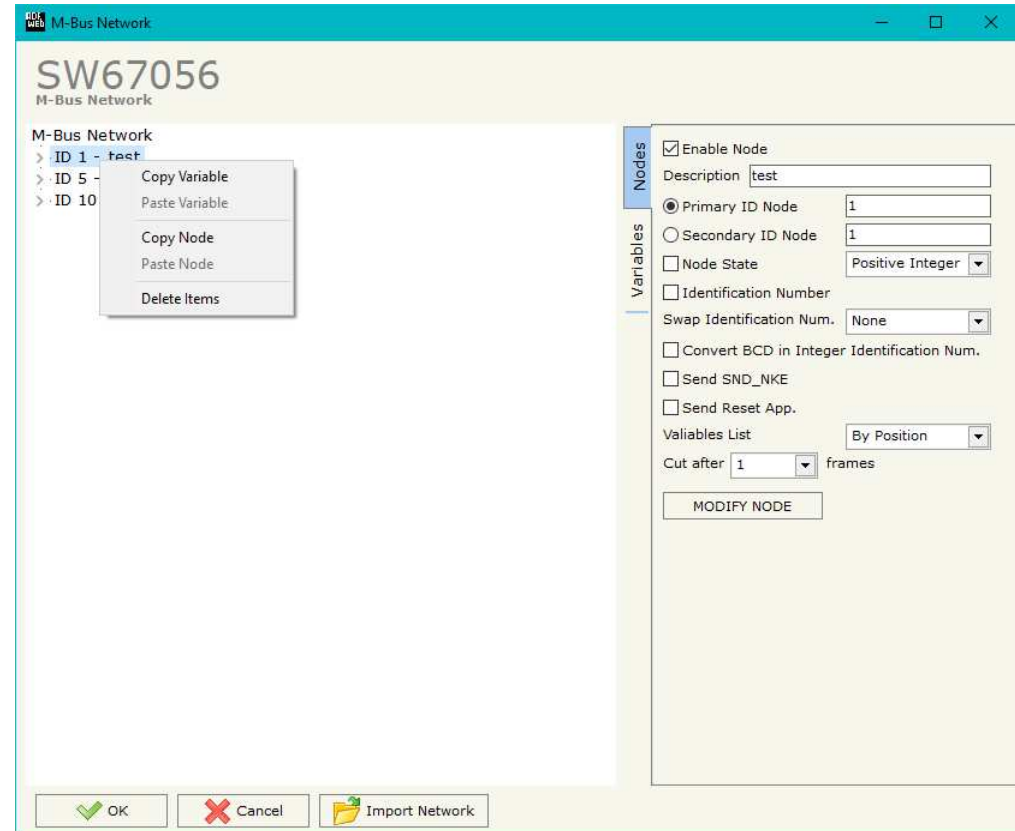 ADF
WEB
M-Bus Network
SW67056
M-Bus Network
M-Bus Network
ID 1 - test
ID 5 -
ID 10
Copy Variable
Paste Variable
Copy Node
Paste Node
Delete Items
Nodes
Variables
Enable Node
Description test
Primary ID Node 1
Secondary ID Node 1
Node State Positive Integer
Identification Number
Swap Identification Num. None
Convert BCD in Integer Identification Num.
Send SND_NKE
Send Reset App.
Valiables List By Position
Cut after 1 frames
MODIFY NODE
OK
Cancel
Import Network